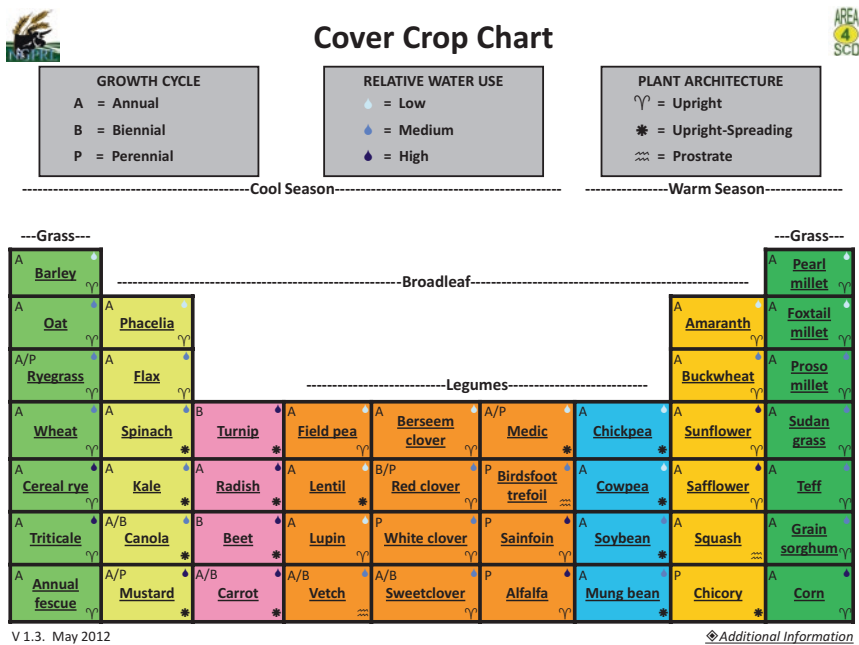 NGPRL
AREA
4
SCD
Cover Crop Chart
GROWTH CYCLE
A = Annual
B = Biennial
P = Perennial
RELATIVE WATER USE
= Low
= Medium
= High
PLANT ARCHITECTURE
= Upright
= Upright-Spreading
= Prostrate
Cool Season
Warm Season
---Grass---
---Grass---
A
Barley
Broadleaf
A
Pearl
millet
A
Oat
A
Phacelia
A
Amaranth
A
Foxtail
millet
A/P
Ryegrass
A
Flax
Legumes
A
Buckwheat
A
Proso
millet
A
Wheat
A
Spinach
B
Turnip
A
Field pea
A
Berseem
clover
A/P
Medic
A
Chickpea
A
Sunflower
A
Sudan
grass
A
Cereal rye
A
Kale
A
Radish
A
Lentil
B/P
Red clover
P
Birdsfoot
trefoil
A
Cowpea
A
Safflower
A
Teff
A
Triticale
A/B
Canola
B
Beet
A
Lupin
P
White clover
P
Sainfoin
A
Soybean
A
Squash
A
Grain
sorghum
A
Annual
fescue
A/P
Mustard
A/B
Carrot
A/B
Vetch
A/B
Sweetclover
P
Alfalfa
A
Mung bean
P
Chicory
A
Corn
V 1.3. May 2012
Additional Information